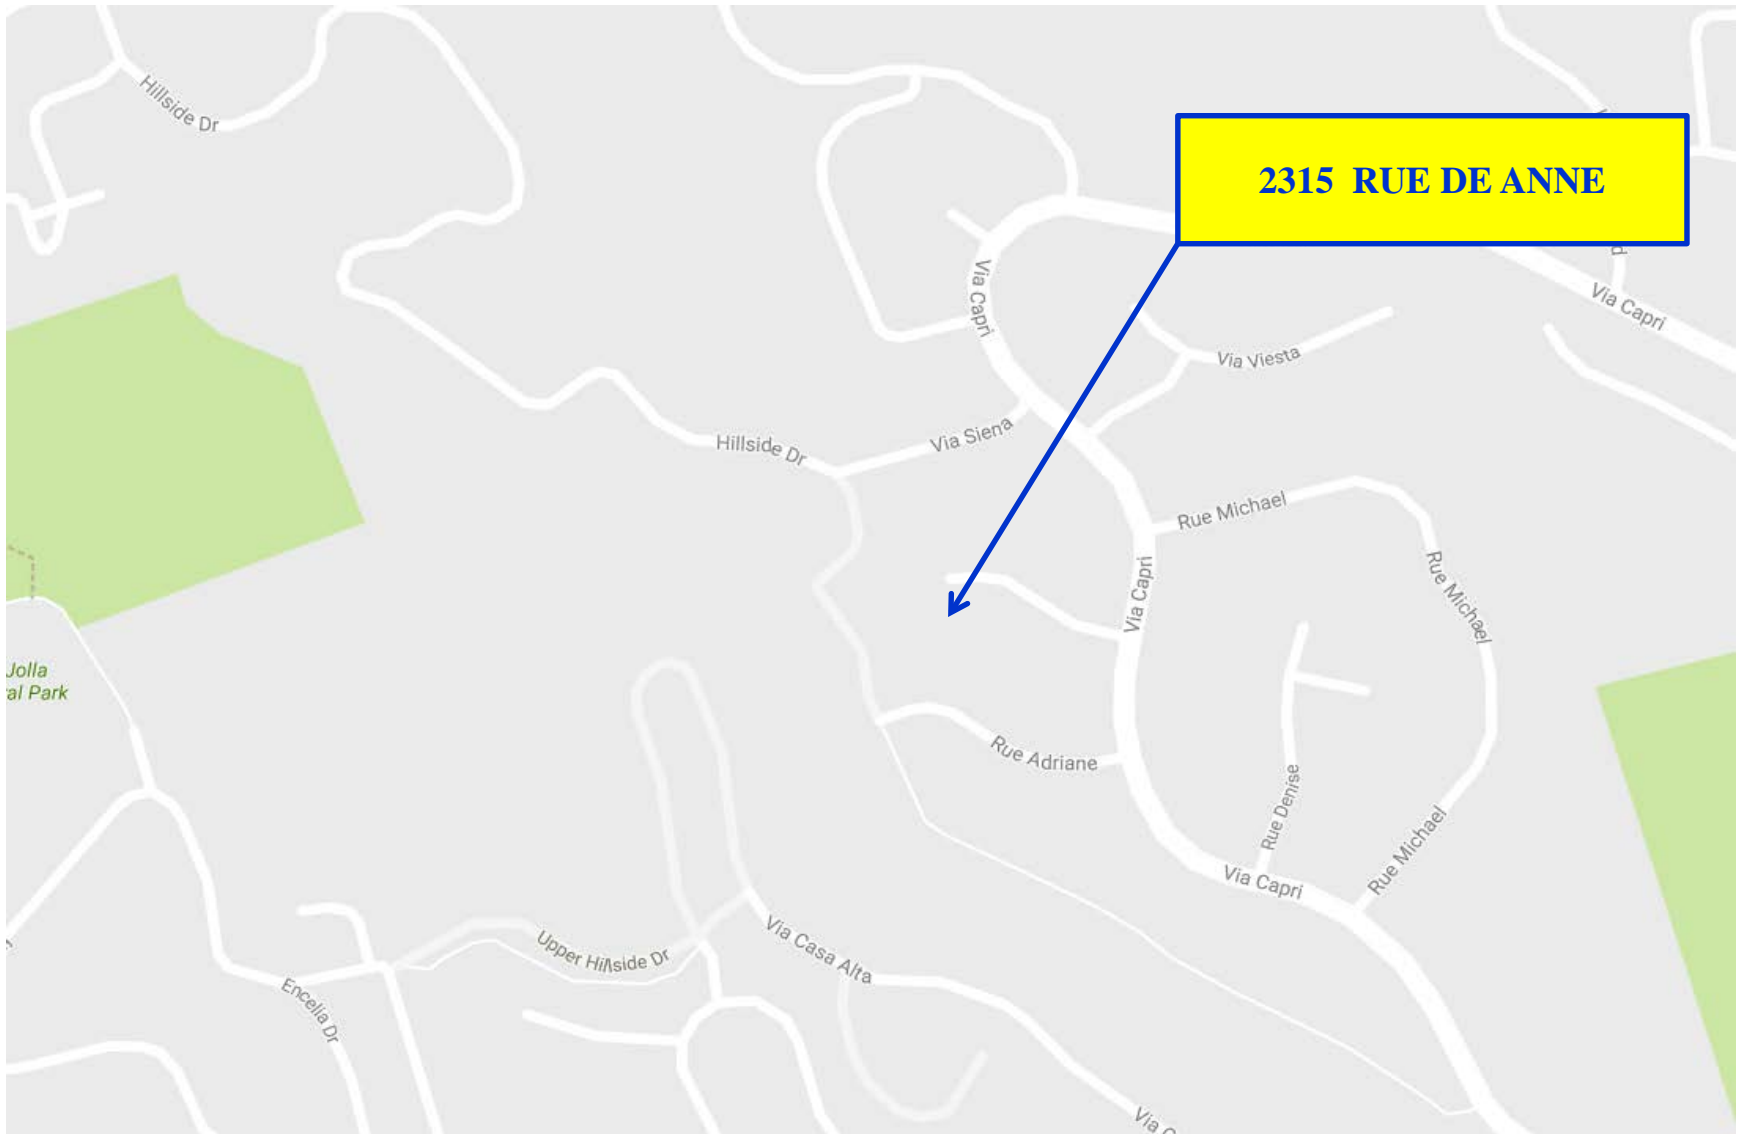 Hillside Dr
2315 RUE DE ANNE
d
Via Capri
Via Capri
Via Viesta
Hillside Dr
Via Siena
Rue Michael
Rue Michael
Via Capri
Jolla
al Park
Rue Adriane
Rue Denise
Rue Michael
Via Capri
Via Casa Alta
Upper Hillside Dr
Encelia Dr
Via C